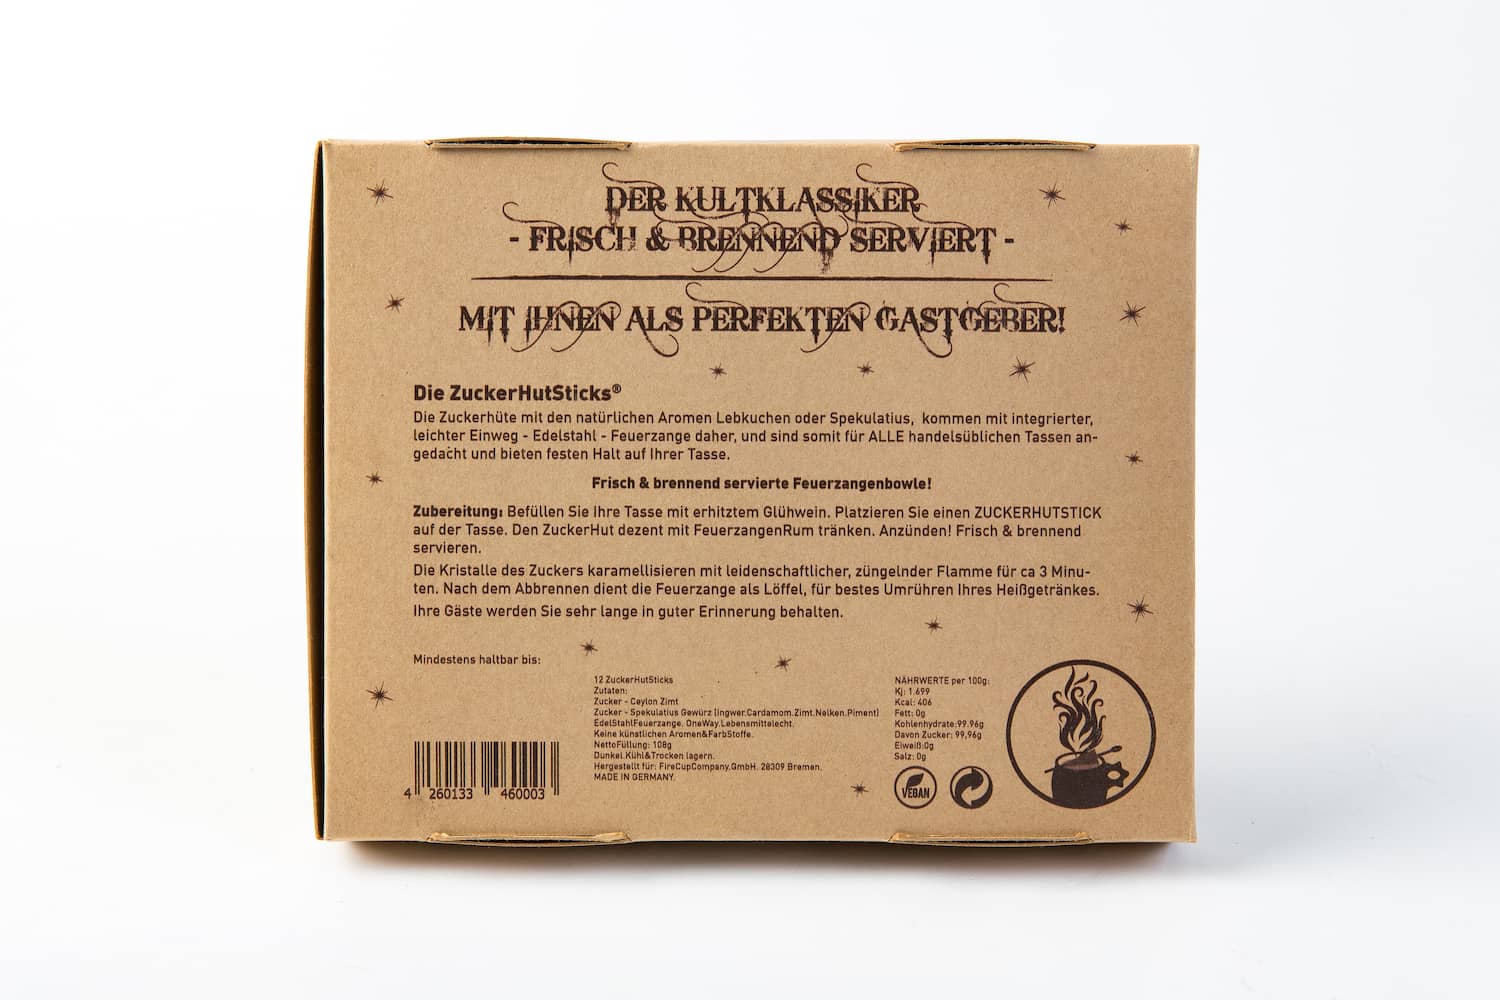 DER KULTKLASSIKER
- FRISCH & BRENNEND SERVIERT -
MIT IHNEN ALS PERFEKTEN GASTGEBER!
Die ZuckerHutSticks®
Die Zuckerhüte mit den natürlichen Aromen Lebkuchen oder Spekulatius, kommen mit integrierter,
leichter Einweg - Edelstahl - Feuerzange daher, und sind somit für ALLE handelsüblichen Tassen an-
gedacht und bieten festen Halt auf Ihrer Tasse.
Frisch & brennend servierte Feuerzangenbowle!
Zubereitung: Befüllen Sie Ihre Tasse mit erhitztem Glühwein. Platzieren Sie einen ZUCKERHUTSTICK
auf der Tasse. Den ZuckerHut dezent mit FeuerzangenRum tränken. Anzünden! Frisch & brennend
servieren.
Die Kristalle des Zuckers karamellisieren mit leidenschaftlicher, züngelnder Flamme für ca 3 Minu-
ten. Nach dem Abbrennen dient die Feuerzange als Löffel, für bestes Umrühren Ihres Heißgetränkes.
Ihre Gäste werden Sie sehr lange in guter Erinnerung behalten.
Mindestens haltbar bis:
12 ZuckerHutSticks
Zutaten:
Zucker - Ceylon Zimt
Zucker - Spekulatius Gewürz (ingwer.Cardamom.Zimt.Nelken.Piment)
EdelStahlFeuerzange. OneWay.Lebensmittelecht.
Keine künstlichen Aromen&FarbStoffe.
NettoFüllung: 108g
Dunkel.Kühl&Trocken lagern.
Hergestellt für: FireCupCompany.GmbH. 28309 Bremen.
MADE IN GERMANY.
NÄHRWERTE per 100g:
Kj: 1.699
Kcal: 406
Fett: 0g
Kohlenhydrate:99.96g
Davon Zucker: 99,96g
Eiweiß:0g
Salz: 0g
VEGAN
4 260133 460003